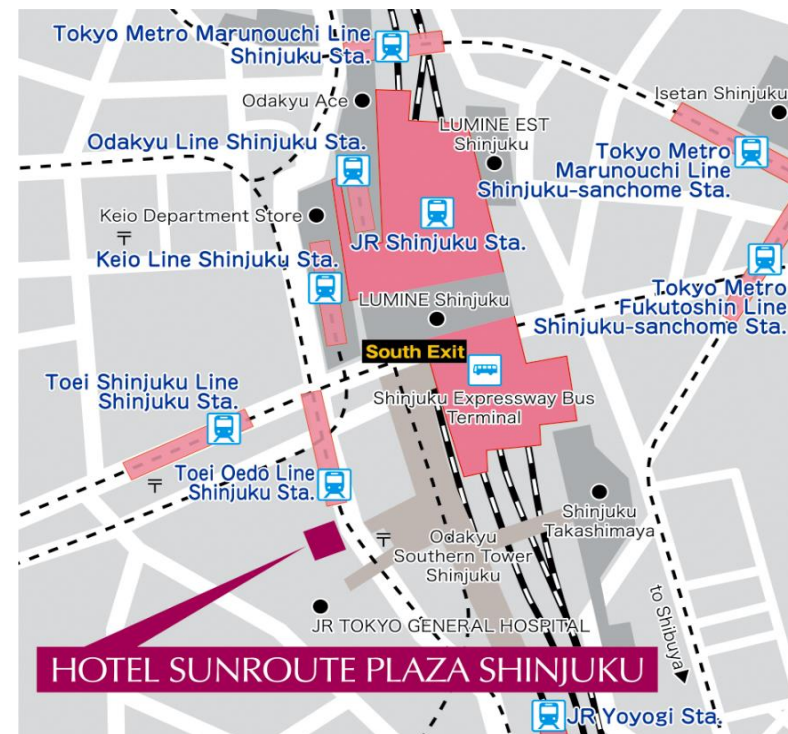 Tokyo Metro Marunouchi Line
Shinjuku Sta.
Isetan Shinjuku
Odakyu Ace
LUMINE EST
Shinjuku
Odakyu Line Shinjuku Sta.
Tokyo Metro
Marunouchi Line
Shinjuku-sanchome Sta.
Keio Department Store
〒
JR Shinjuku Sta.
Keio Line Shinjuku Sta.
Tokyo Metro
Fukutoshin Line
Shinjuku-sanchome Sta.
LUMINE Shinjuku
South Exit
Toei Shinjuku Line
Shinjuku Sta.
Shinjuku Expressway Bus
Terminal
〒
Toei Oedo Line
Shinjuku Sta.
Shinjuku
Takashimaya
〒
Odakyu
Southern Tower
Shinjuku
to Shibuya
JR TOKYO GENERAL HOSPITAL
HOTEL SUNROUTE PLAZA SHINJUKU
JR Yoyogi Sta.